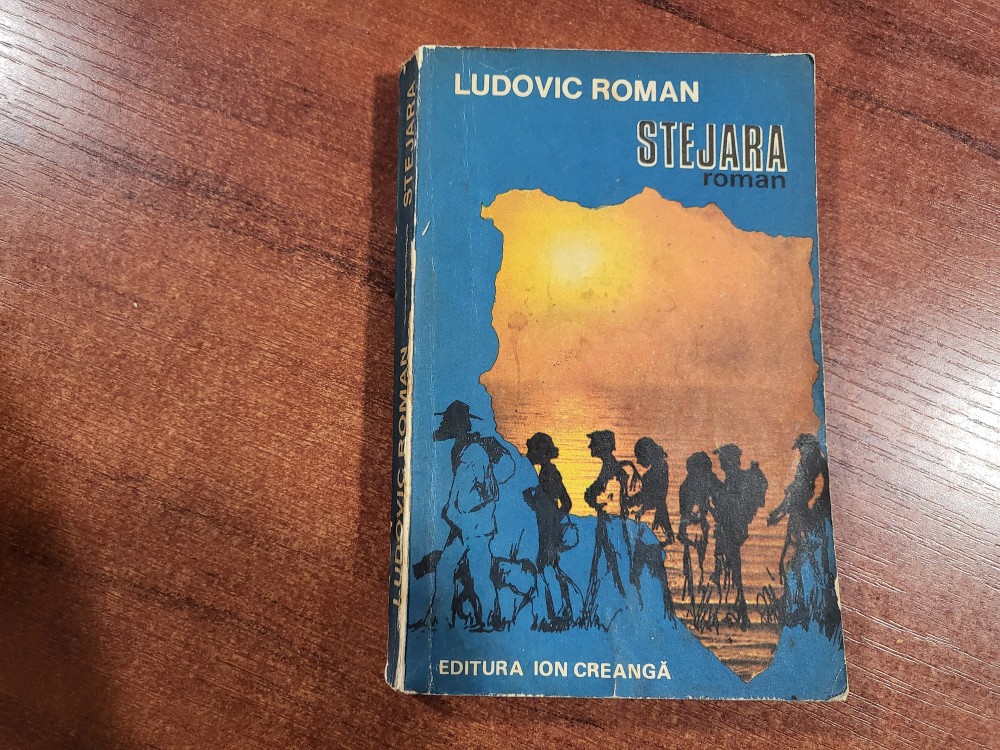 LUDOVIC ROMAN
STEJARA
roman
EDITURA ION CREANGĂ
LUDOVIC ROMAN — STEJARA